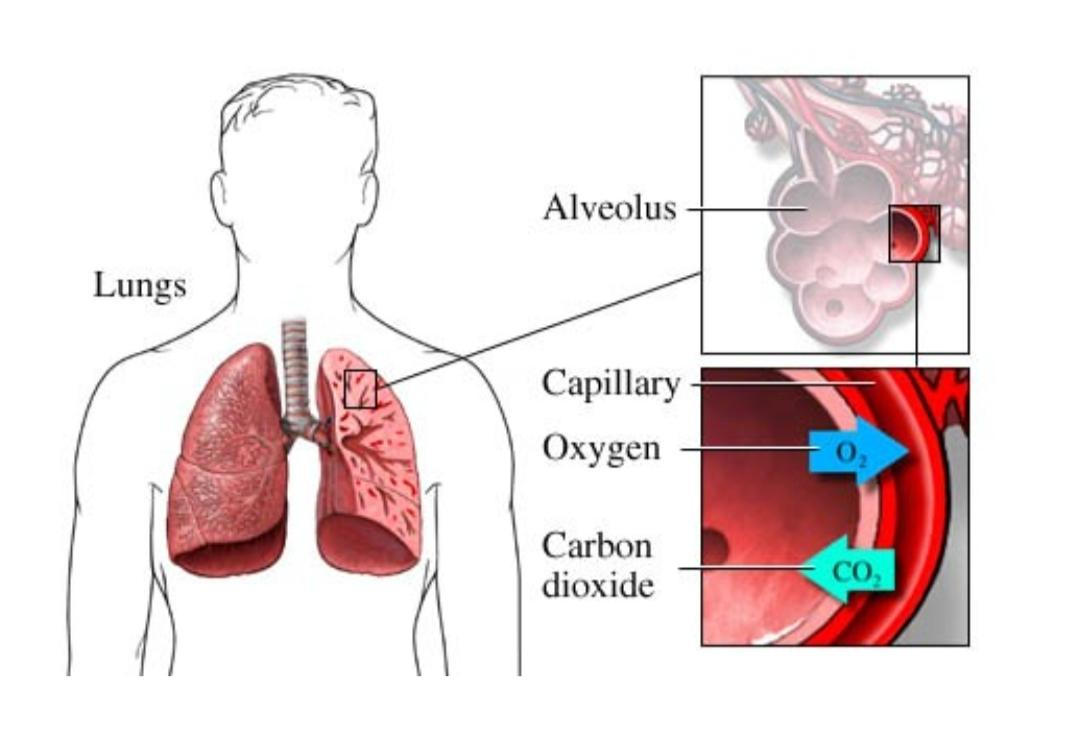 Lungs
Alveolus
Capillary
Oxygen
O₂
Carbon
dioxide
CO₂